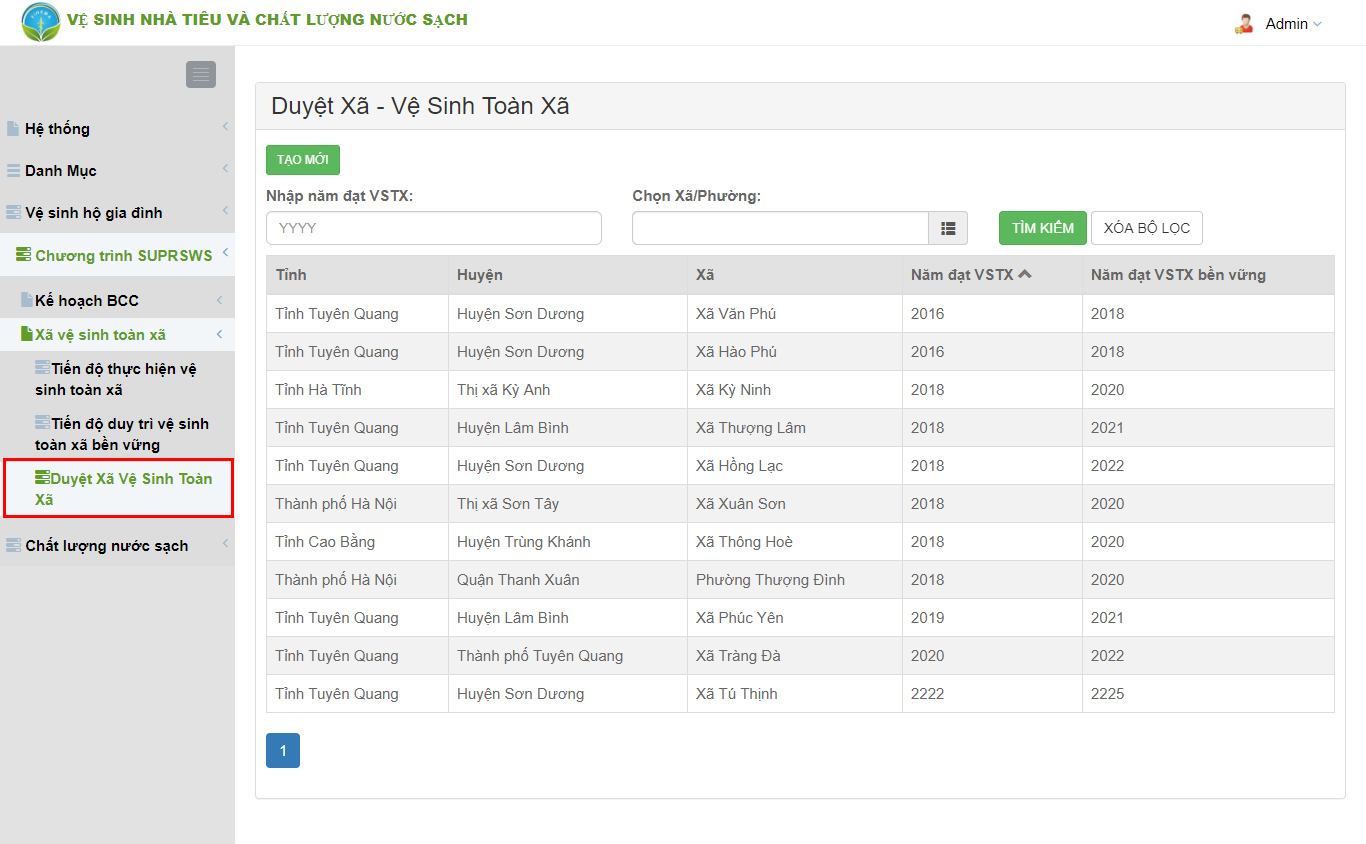 VỆ SINH NHÀ TIÊU VÀ CHẤT LƯỢNG NƯỚC SẠCH
Admin
Hệ thống
Danh Mục
Vệ sinh hộ gia đình
Chương trình SUPRSWS
Kế hoạch BCC
Xã vệ sinh toàn xã
Tiến độ thực hiện vệ
sinh toàn xã
Tiến độ duy trì vệ sinh
toàn xã bền vững
Duyệt Xã Vệ Sinh Toàn
Xã
Chất lượng nước sạch
Duyệt Xã - Vệ Sinh Toàn Xã
TẠO MỚI
Nhập năm đạt VSTX: Chọn Xã/Phường:
YYYY TÌM KIẾM XÓA BỘ LỌC
Tỉnh Huyện Xã Năm đạt VSTX Năm đạt VSTX bền vững
Tỉnh Tuyên Quang Huyện Sơn Dương Xã Văn Phú 2016 2018
Tỉnh Tuyên Quang Huyện Sơn Dương Xã Hào Phú 2016 2018
Tỉnh Hà Tĩnh Thị xã Kỳ Anh Xã Kỳ Ninh 2018 2020
Tỉnh Tuyên Quang Huyện Lâm Bình Xã Thượng Lâm 2018 2021
Tỉnh Tuyên Quang Huyện Sơn Dương Xã Hồng Lạc 2018 2022
Thành phố Hà Nội Thị xã Sơn Tây Xã Xuân Sơn 2018 2020
Tỉnh Cao Bằng Huyện Trùng Khánh Xã Thông Hoè 2018 2020
Thành phố Hà Nội Quận Thanh Xuân Phường Thượng Đình 2018 2020
Tỉnh Tuyên Quang Huyện Lâm Bình Xã Phúc Yên 2019 2021
Tỉnh Tuyên Quang Thành phố Tuyên Quang Xã Tràng Đà 2020 2022
Tỉnh Tuyên Quang Huyện Sơn Dương Xã Tú Thịnh 2222 2225
1